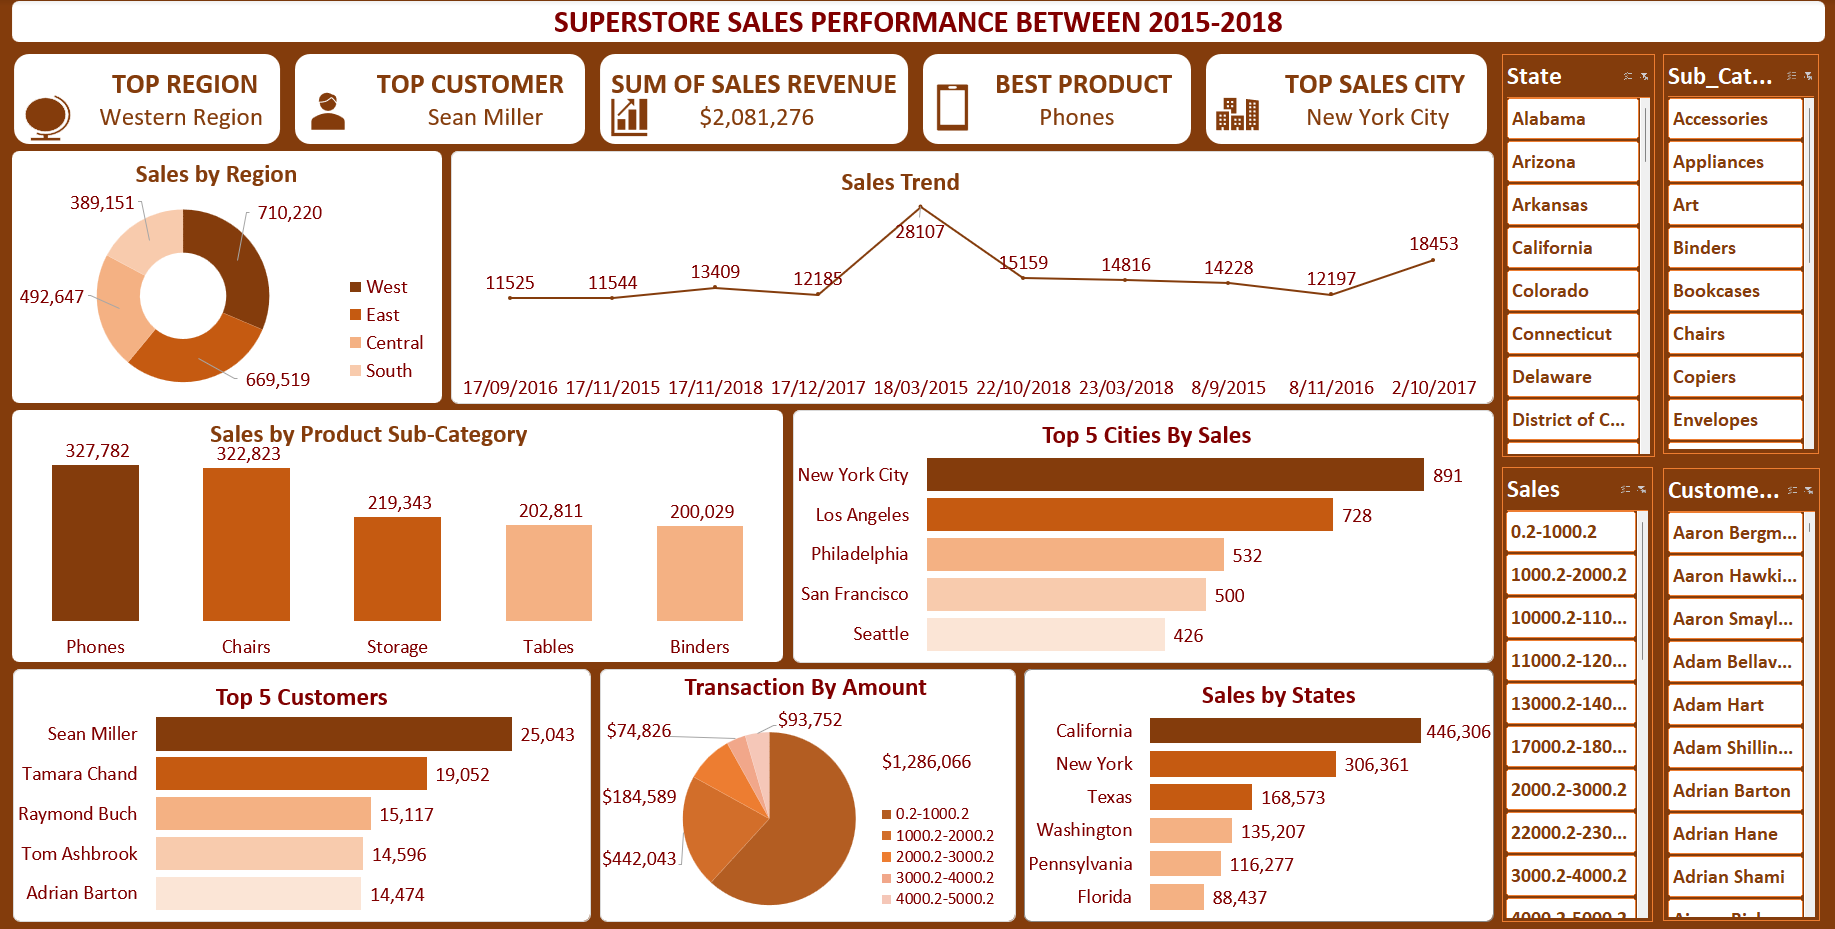 SUPERSTORE SALES PERFORMANCE BETWEEN 2015-2018
TOP REGION
Western Region
TOP CUSTOMER
Sean Miller
SUM OF SALES REVENUE
$2,081,276
BEST PRODUCT
Phones
TOP SALES CITY
New York City
Sales by Region
389,151
710,220
492,647
669,519
West
East
Central
South
Sales Trend
11525
11544
13409
12185
28107
15159
14816
14228
12197
18453
17/09/2016
17/11/2015
17/11/2018
17/12/2017
18/03/2015
22/10/2018
23/03/2018
8/9/2015
8/11/2016
2/10/2017
Sales by Product Sub-Category
327,782
322,823
219,343
202,811
200,029
Phones
Chairs
Storage
Tables
Binders
Top 5 Cities By Sales
New York City 891
Los Angeles 728
Philadelphia 532
San Francisco 500
Seattle 426
Top 5 Customers
Sean Miller 25,043
Tamara Chand 19,052
Raymond Buch 15,117
Tom Ashbrook 14,596
Adrian Barton 14,474
Transaction By Amount
$93,752
$74,826
$1,286,066
$184,589
$442,043
0.2-1000.2
1000.2-2000.2
2000.2-3000.2
3000.2-4000.2
4000.2-5000.2
Sales by States
California 446,306
New York 306,361
Texas 168,573
Washington 135,207
Pennsylvania 116,277
Florida 88,437
State
Alabama
Arizona
Arkansas
California
Colorado
Connecticut
Delaware
District of C...
Sub_Cat...
Accessories
Appliances
Art
Binders
Bookcases
Chairs
Copiers
Envelopes
Sales
0.2-1000.2
1000.2-2000.2
10000.2-110...
11000.2-120...
13000.2-140...
17000.2-180...
2000.2-3000.2
22000.2-230...
3000.2-4000.2
4000.2-5000.2
Custome...
Aaron Bergm...
Aaron Hawki...
Aaron Smayl...
Adam Bellav...
Adam Hart
Adam Shillin...
Adrian Barton
Adrian Hane
Adrian Shami